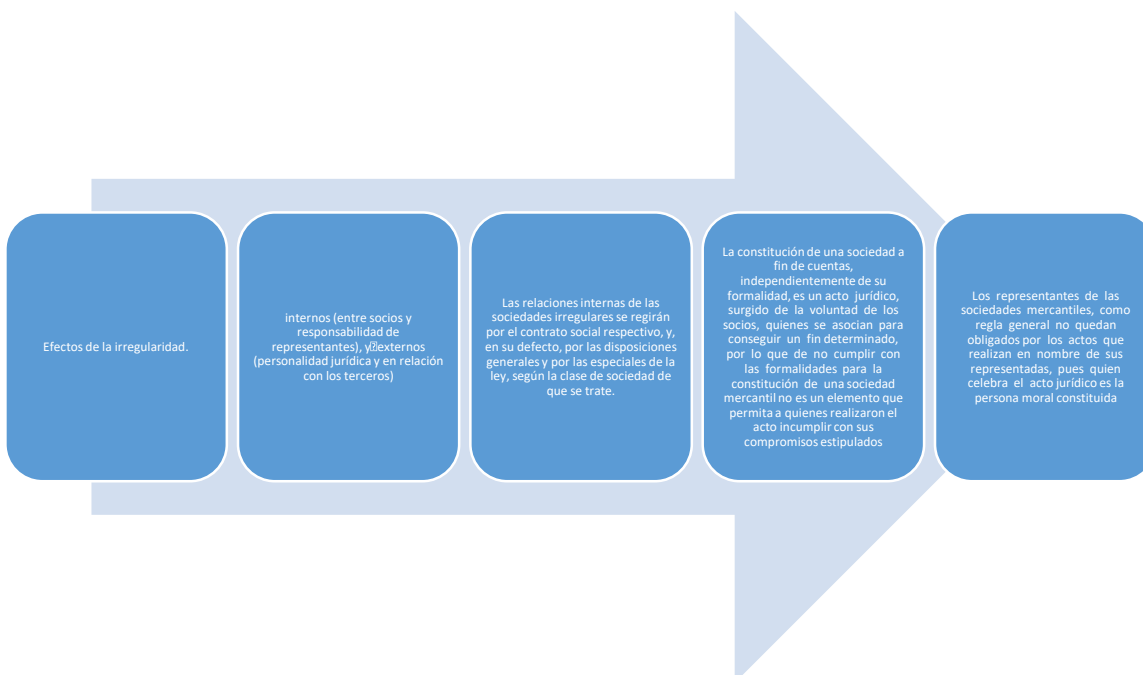 Efectos de la irregularidad.
internos (entre socios y
responsabilidad de
representantes), y externos
(personalidad jurídica y en relación
con los terceros)
Las relaciones internas de las
sociedades irregulares se regirán
por el contrato social respectivo, y,
en su defecto, por las disposiciones
generales y por las especiales de la
ley, según la clase de sociedad de
que se trate.
La constitución de una sociedad a
fin de cuentas,
independientemente de su
formalidad, es un acto jurídico,
surgido de la voluntad de los
socios, quienes se asocian para
conseguir un fin determinado,
por lo que de no cumplir con
las formalidades para la
constitución de una sociedad
mercantil no es un elemento que
permita a quienes realizaron el
acto incumplir con sus
compromisos estipulados
Los representantes de las
sociedades mercantiles, como
regla general no quedan
obligados por los actos que
realizan en nombre de sus
representadas, pues quien
celebra el acto jurídico es la
persona moral constituida